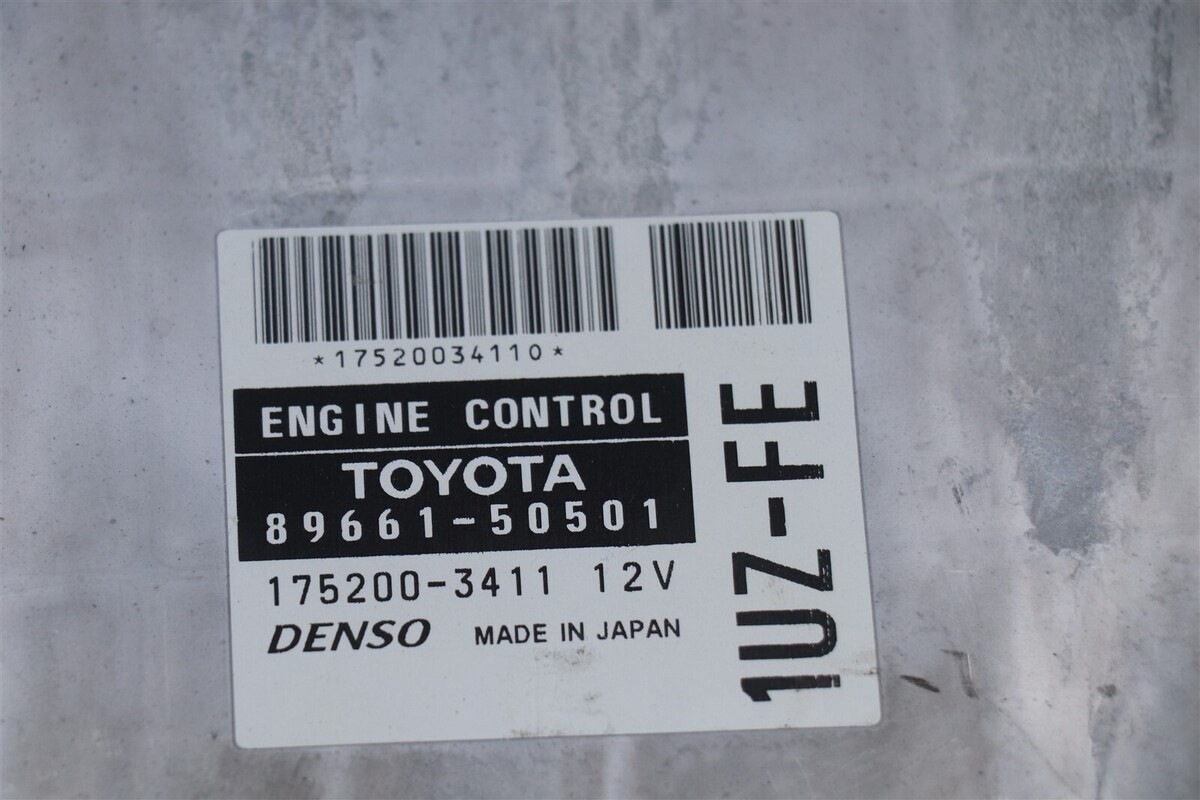 *17520034110*
ENGINE CONTROL
TOYOTA
89661-50501
175200-3411 12V
DENSO MADE IN JAPAN
1UZ-FE